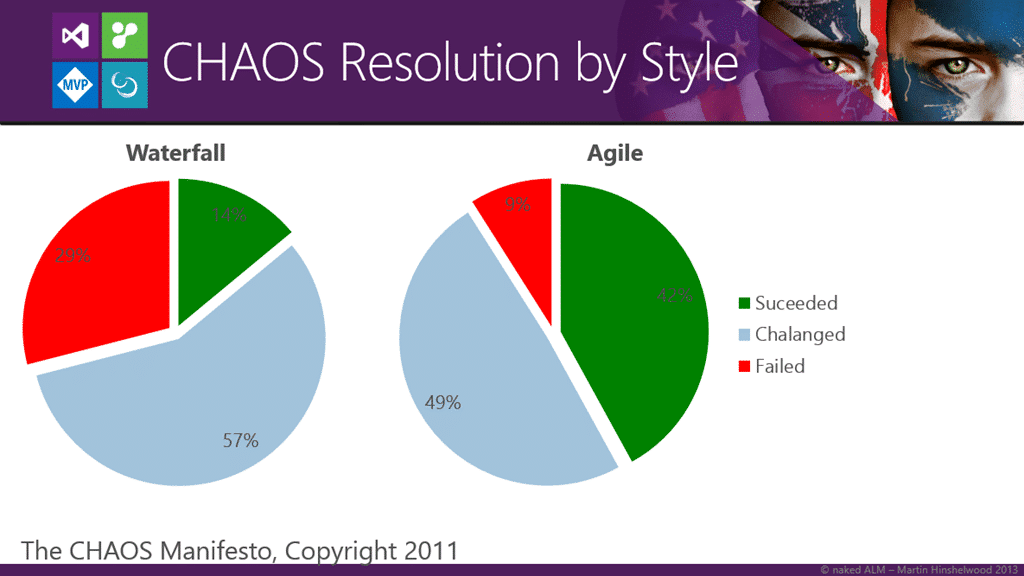 MVP
CHAOS Resolution by Style
Waterfall
Agile
14%
29%
57%
9%
42%
49%
Suceeded
Chalanged
Failed
The CHAOS Manifesto, Copyright 2011
© naked ALM – Martin Hinshelwood 2013